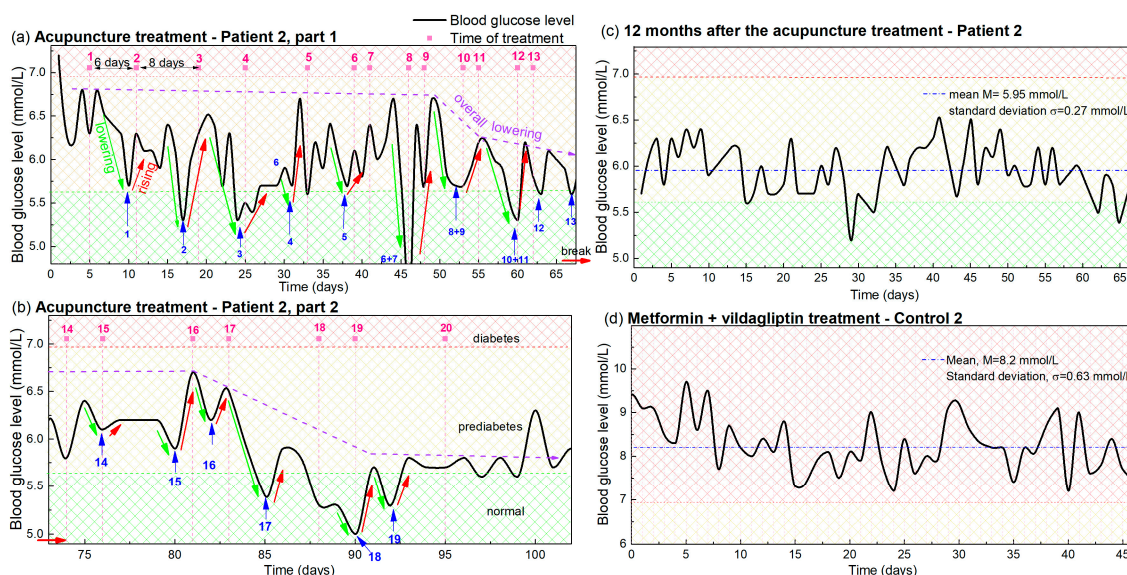 Blood glucose level
Time of treatment
(a) Acupuncture treatment - Patient 2, part 1
1 2 3 4 5 6 7 8 9 10 11 12 13
6 days
8 days
7.0
6.5
6.0
5.5
5.0
Blood glucose level (mmol/L)
lowering
rising
overall lowering
1
2
3
6
4
5
6+7
8+9
10+11
12
13
break
0 5 10 15 20 25 30 35 40 45 50 55 60 65
Time (days)
(b) Acupuncture treatment - Patient 2, part 2
14 15 16 17 18 19 20
7.0
6.5
6.0
5.5
5.0
Blood glucose level (mmol/L)
diabetes
prediabetes
normal
14
15
16
17
18
19
75 80 85 90 95 100
Time (days)
(c) 12 months after the acupuncture treatment - Patient 2
7.0
6.5
6.0
5.5
5.0
Blood glucose level (mmol/L)
mean M= 5.95 mmol/L
standard deviation σ=0.27 mmol/L
0 5 10 15 20 25 30 35 40 45 50 55 60 65
Time (days)
(d) Metformin + vildagliptin treatment - Control 2
10
9
8
7
6
Blood glucose level (mmol/L)
Mean, M=8.2 mmol/L
Standard deviation, σ=0.63 mmol/L
0 5 10 15 20 25 30 35 40 45
Time (days)